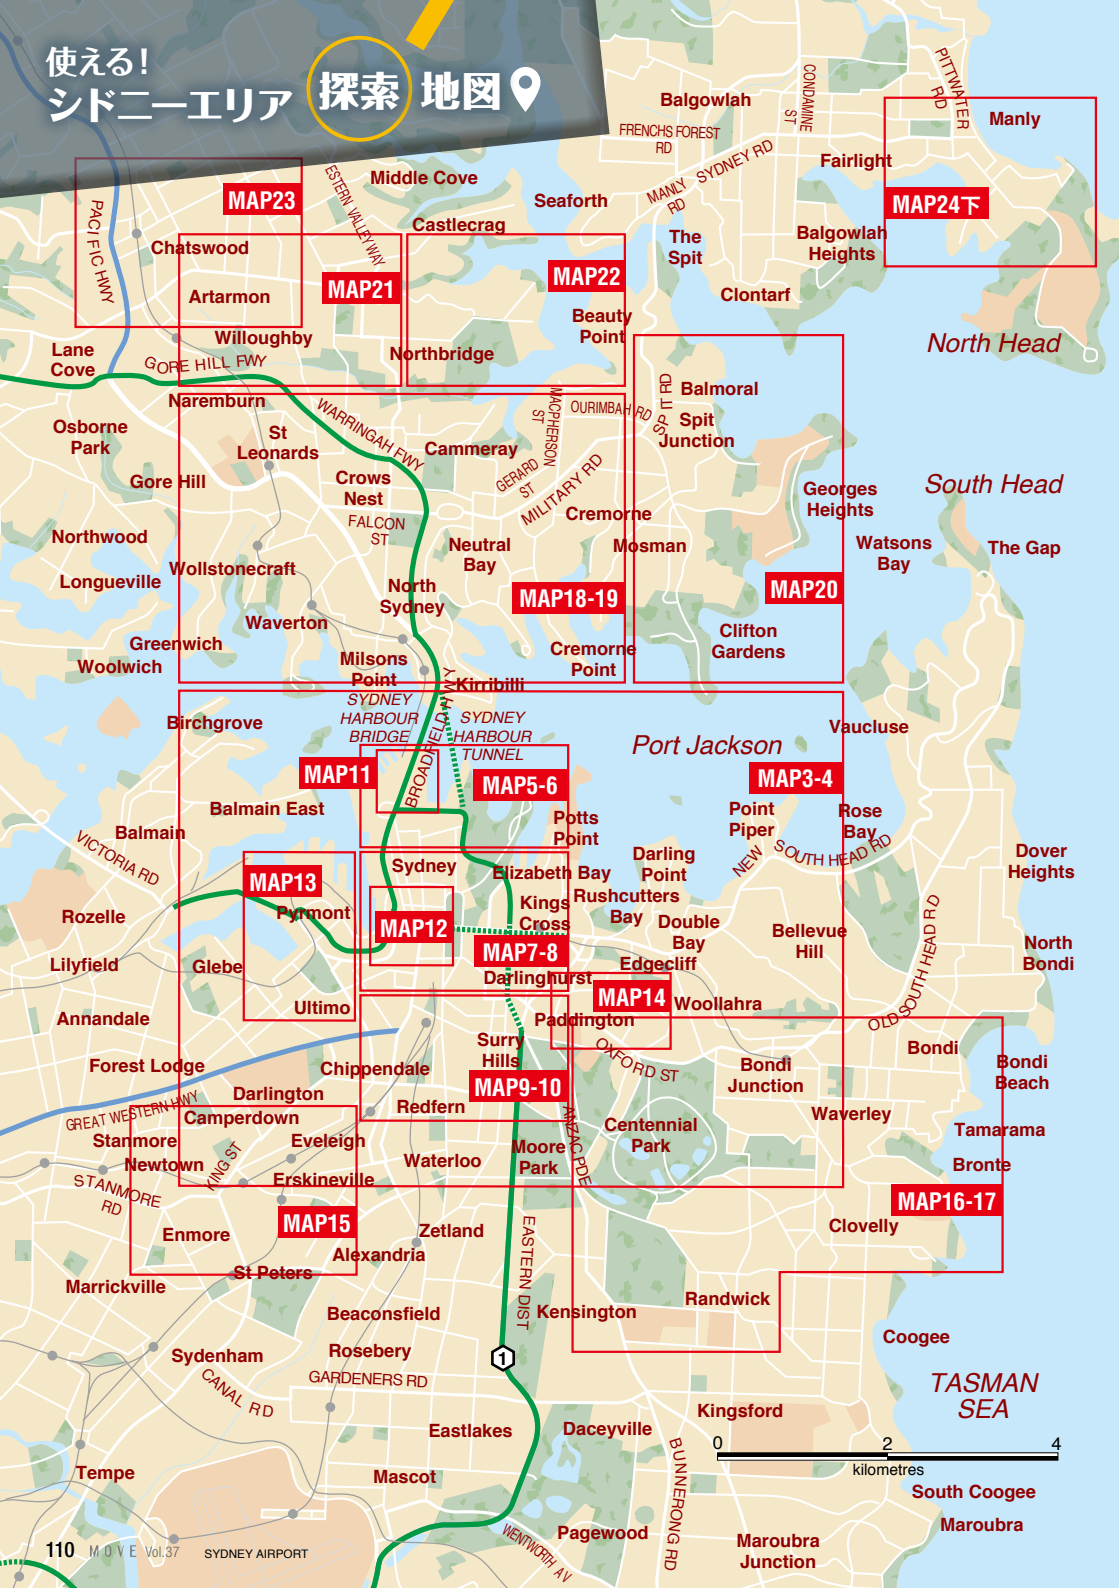 使える!
シドニーエリア 探索 地図
PITTWATER RD
CONDAMINE ST
Balgowlah
Manly
FRENCHS FOREST RD
SYDNEY RD
Fairlight
MANLY RD
MAP24下
Middle Cove
Seaforth
MAP23
ESTERN VALLEY WAY
Castlecrag
The Spit
Balgowlah Heights
PACIFIC HWY
Chatswood
MAP22
MAP21
Artarmon
Clontarf
Beauty Point
Willoughby
North Head
Lane Cove
GORE HILL FWY
Northbridge
Balmoral
Naremburn
WARRINGAH FWY
MACPHERSON ST
OURIMBAH RD
SPIT RD
Spit Junction
Osborne Park
St Leonards
Cammeray
Gore Hill
Crows Nest
GERARD ST
MILITARY RD
Georges Heights
South Head
FALCON ST
Cremorne
Northwood
Neutral Bay
Mosman
Watsons Bay
The Gap
Wollstonecraft
Longueville
North Sydney
MAP18-19
MAP20
Waverton
Greenwich
Clifton Gardens
Woolwich
Milsons Point
Cremorne Point
Kirribilli
SYDNEY HARBOUR BRIDGE
BROADFIELD HWY
SYDNEY HARBOUR TUNNEL
Birchgrove
Vaucluse
Port Jackson
MAP11
MAP5-6
MAP3-4
Balmain East
Potts Point
Point Piper
Rose Bay
Balmain
VICTORIA RD
NEW SOUTH HEAD RD
Sydney
Elizabeth Bay
Darling Point
Dover Heights
MAP13
Rushcutters Bay
Kings Cross
Rozelle
Pyrmont
MAP12
Double Bay
Bellevue Hill
OLD SOUTH HEAD RD
North Bondi
MAP7-8
Lilyfield
Glebe
Edgecliff
Darlinghurst
MAP14
Woollahra
Ultimo
Annandale
Paddington
Surry Hills
OXFORD ST
Bondi
Forest Lodge
Chippendale
Bondi Junction
Bondi Beach
MAP9-10
Darlington
GREAT WESTERN HWY
Camperdown
Redfern
ANZAC PDE
Centennial Park
Waverley
Tamarama
Stanmore
KING ST
Eveleigh
Moore Park
Newtown
Waterloo
Bronte
STANMORE RD
Erskineville
MAP16-17
MAP15
Enmore
Zetland
EASTERN DIST
Clovelly
Alexandria
St Peters
Marrickville
Randwick
Beaconsfield
Kensington
Coogee
1
Sydenham
Rosebery
CANAL RD
GARDENERS RD
TASMAN SEA
Kingsford
Eastlakes
Daceyville
BUNNERONG RD
0 2 4
kilometres
Tempe
Mascot
South Coogee
Maroubra
WENTWORTH AV
Pagewood
Maroubra Junction
110 MOVE Vol.37
SYDNEY AIRPORT